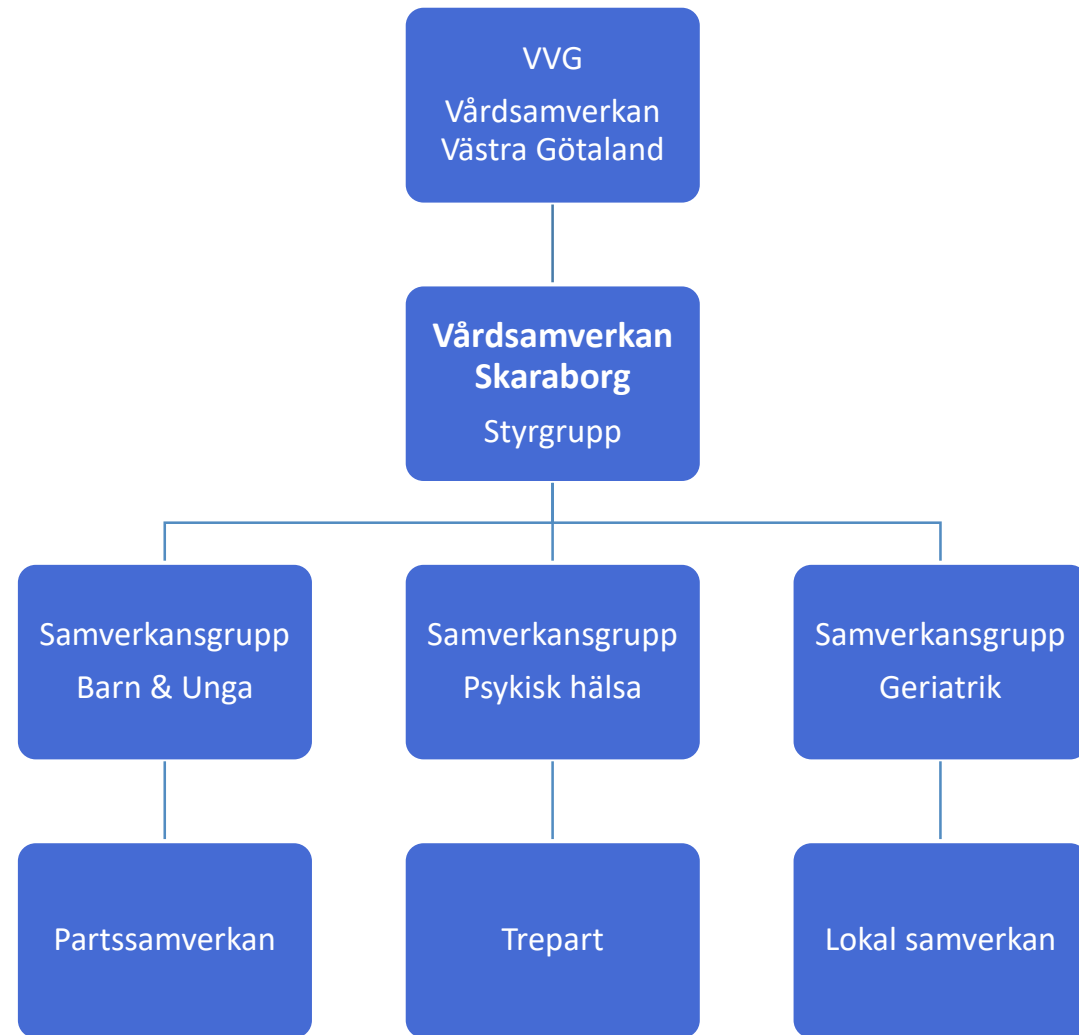 VVG
Vårdsamverkan
Västra Götaland
Vårdsamverkan
Skaraborg
Styrgrupp
Samverkansgrupp
Barn & Unga
Samverkansgrupp
Psykisk hälsa
Samverkansgrupp
Geriatrik
Partssamverkan
Trepart
Lokal samverkan